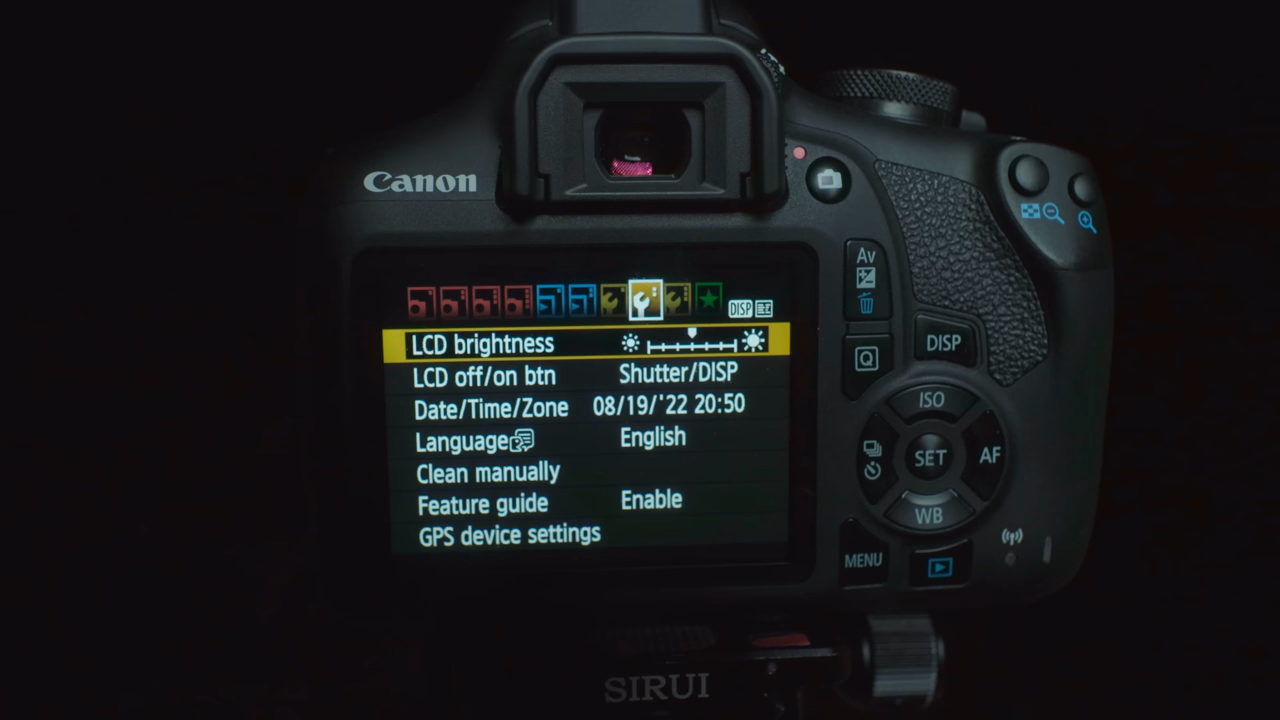 Canon
DISP
LCD brightness
LCD off/on btn Shutter/DISP
Date/Time/Zone 08/19/'22 20:50
Language English
Clean manually
Feature guide Enable
GPS device settings
Av
Q
DISP
ISO
SET
AF
WB
MENU
SIRUI